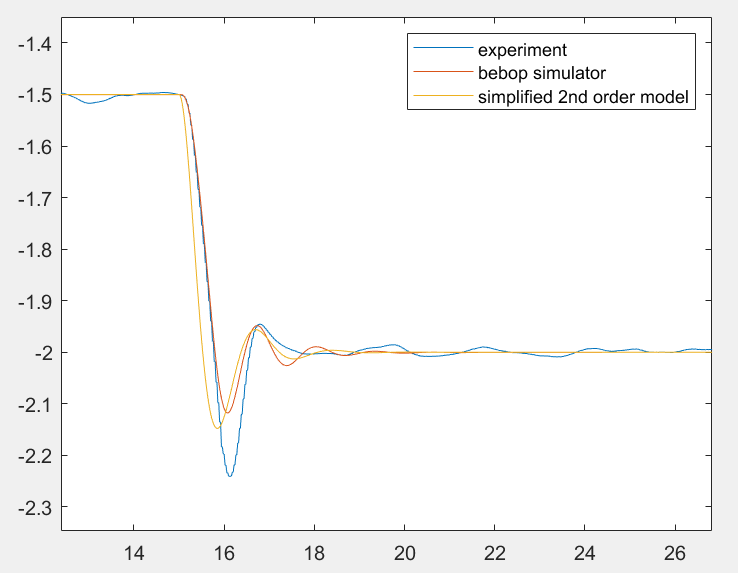 -1.4
experiment
bebop simulator
simplified 2nd order model
-1.5
-1.6
-1.7
-1.8
-1.9
-2
-2.1
-2.2
-2.3
14 16 18 20 22 24 26